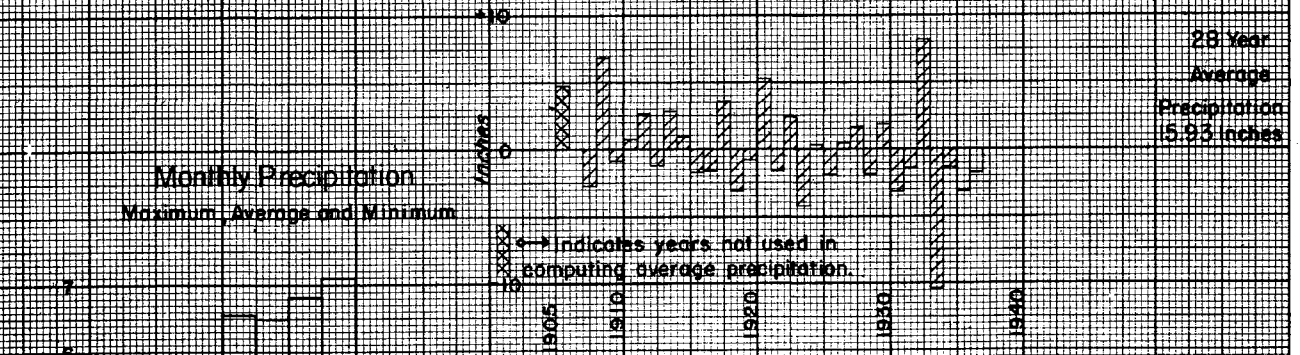 +10
28 Year
Average
Precipitation
15.93 Inches
Inches
0
Monthly Precipitation
Maximum, Average and Minimum
Indicates years not used in
computing average precipitation.
-10
7
1905
1910
1920
1930
1940